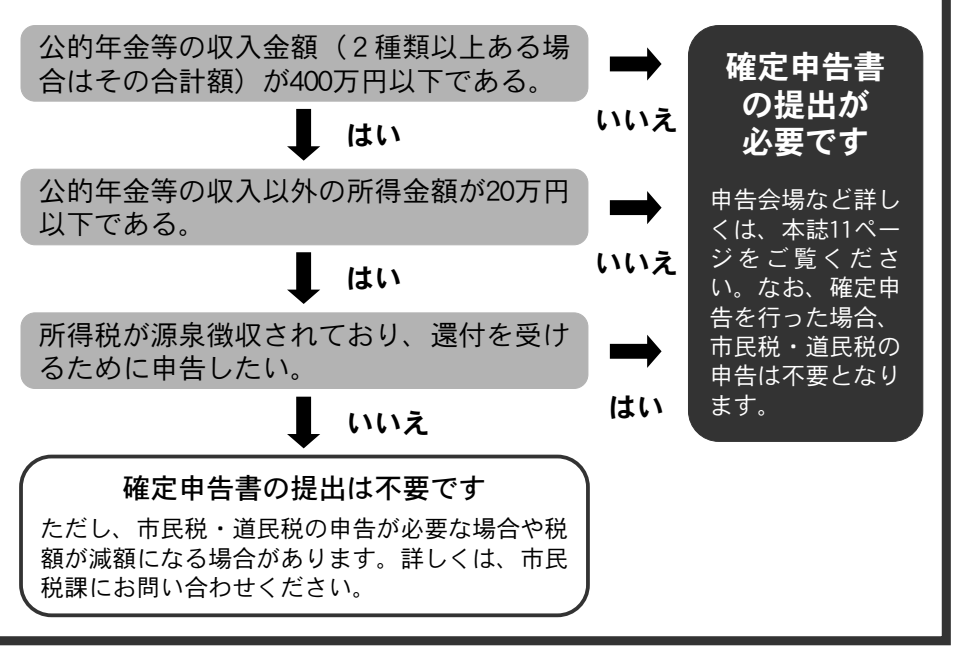 公的年金等の収入金額（２種類以上ある場
合はその合計額）が400万円以下である。
いいえ
はい
公的年金等の収入以外の所得金額が20万円
以下である。
いいえ
はい
所得税が源泉徴収されており、還付を受け
るために申告したい。
はい
いいえ
確定申告書
の提出が
必要です
申告会場など詳し
くは、本誌11ペー
ジをご覧くださ
い。なお、確定申
告を行った場合、
市民税・道民税の
申告は不要となり
ます。
確定申告書の提出は不要です
ただし、市民税・道民税の申告が必要な場合や税
額が減額になる場合があります。詳しくは、市民
税課にお問い合わせください。